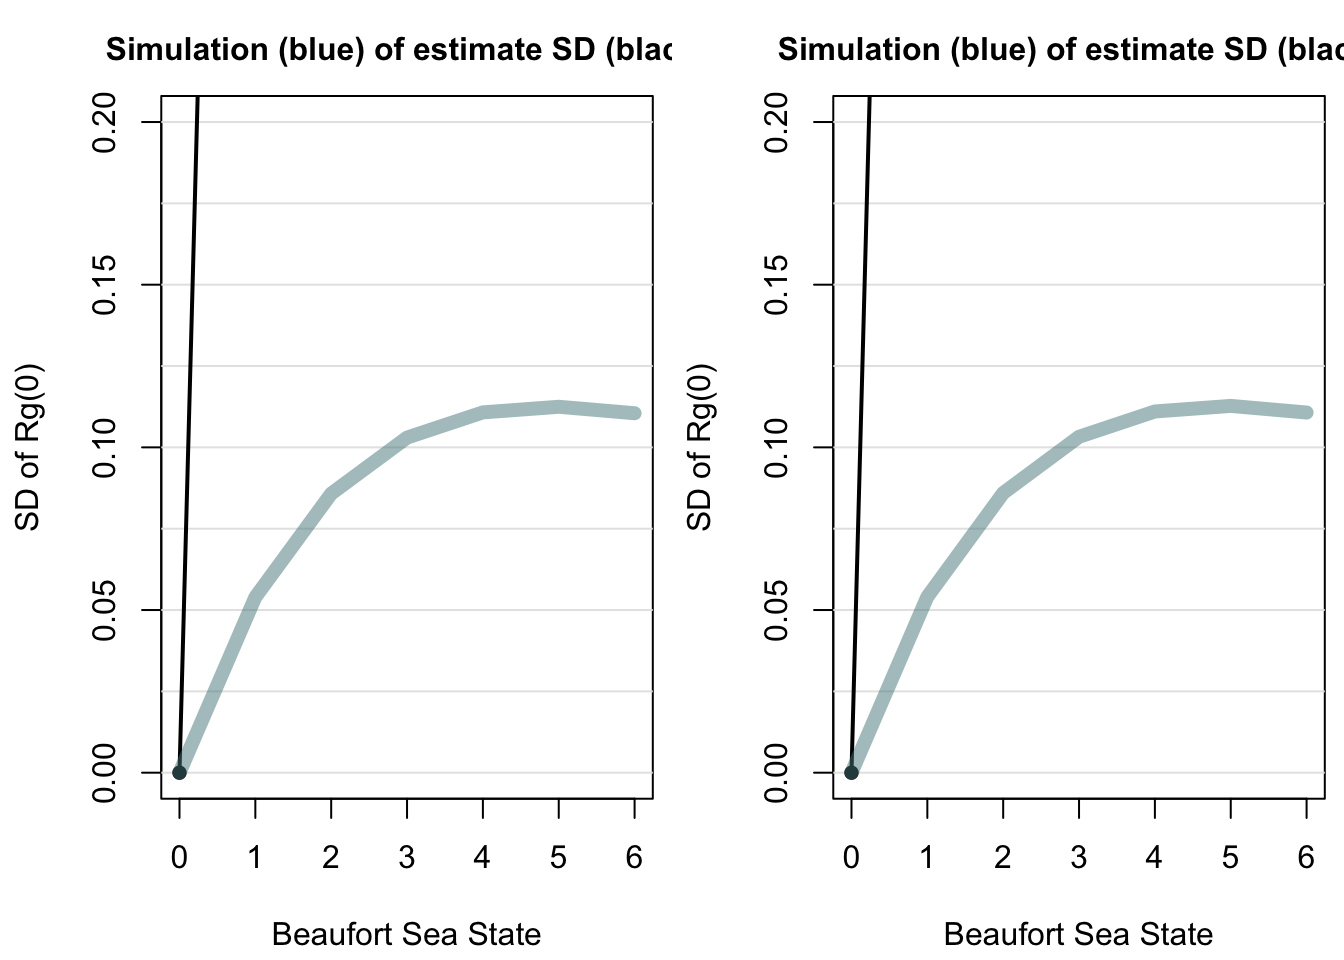 Simulation (blue) of estimate SD (blac
SD of Rg(0)
0.20
0.15
0.10
0.05
0.00
0 1 2 3 4 5 6
Beaufort Sea State
Simulation (blue) of estimate SD (blac
SD of Rg(0)
0.20
0.15
0.10
0.05
0.00
0 1 2 3 4 5 6
Beaufort Sea State